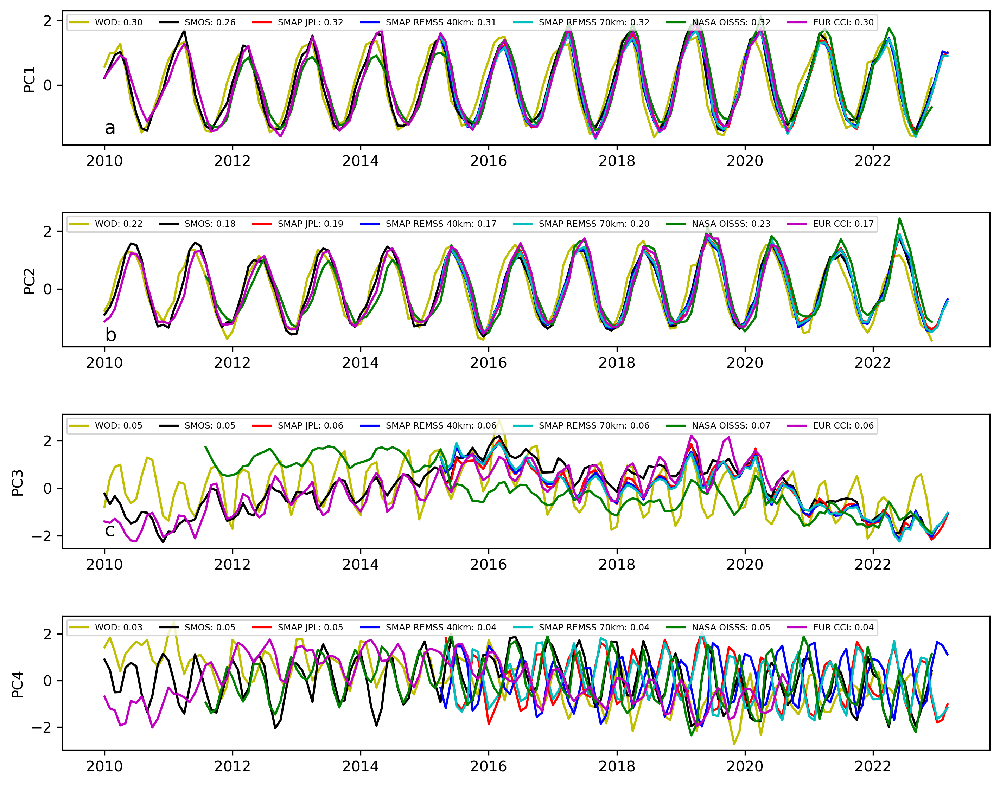 2
WOD: 0.30 SMOS: 0.26 SMAP JPL: 0.32 SMAP REMSS 40km: 0.31 SMAP REMSS 70km: 0.32 NASA OISSS: 0.32 EUR CCI: 0.30
PC1
0
a
2010 2012 2014 2016 2018 2020 2022
WOD: 0.22 SMOS: 0.18 SMAP JPL: 0.19 SMAP REMSS 40km: 0.17 SMAP REMSS 70km: 0.20 NASA OISSS: 0.23 EUR CCI: 0.17
2
PC2
0
b
2010 2012 2014 2016 2018 2020 2022
WOD: 0.05 SMOS: 0.05 SMAP JPL: 0.06 SMAP REMSS 40km: 0.06 SMAP REMSS 70km: 0.06 NASA OISSS: 0.07 EUR CCI: 0.06
2
PC3
0
c
−2
2010 2012 2014 2016 2018 2020 2022
WOD: 0.03 SMOS: 0.05 SMAP JPL: 0.05 SMAP REMSS 40km: 0.04 SMAP REMSS 70km: 0.04 NASA OISSS: 0.05 EUR CCI: 0.04
2
PC4
0
−2
2010 2012 2014 2016 2018 2020 2022